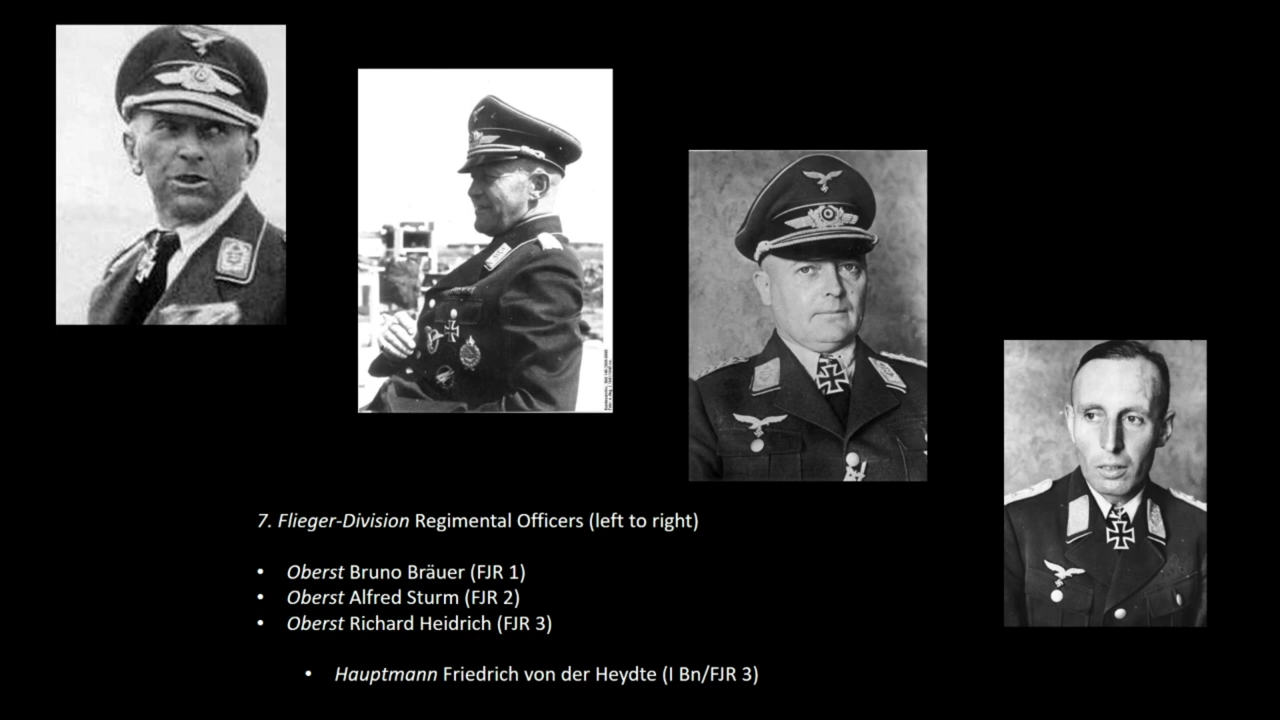 7. Flieger-Division Regimental Officers (left to right)
• Oberst Bruno Bräuer (FJR 1)
• Oberst Alfred Sturm (FJR 2)
• Oberst Richard Heidrich (FJR 3)
• Hauptmann Friedrich von der Heydte (I Bn/FJR 3)